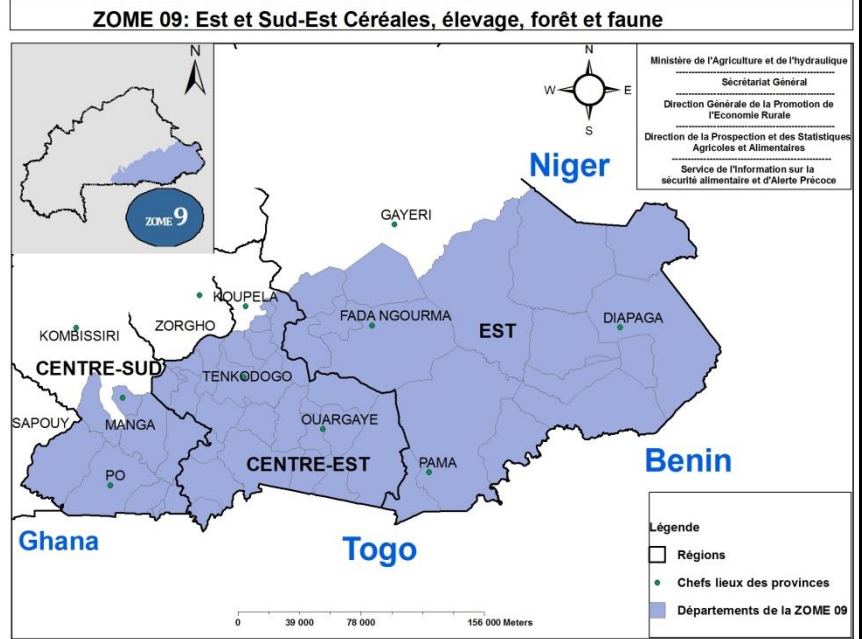 ZOME 09: Est et Sud-Est Céréales, élevage, forêt et faune
N
ZOME 9
N
W E
S
Ministère de l'Agriculture et de l'hydraulique
Sécrétariat Général
Direction Générale de la Promotion de
l'Economie Rurale
Direction de la Prospection et des Statistiques
Agricoles et Alimentaires
Service de l'Information sur la
sécurité alimentaire et d'Alerte Précoce
Niger
GAYERI
KOUPELA
ZORGHO
KOMBISSIRI
FADA NGOURMA
EST
DIAPAGA
CENTRE-SUD
TENKODOGO
SAPOUY
MANGA
OUARGAYE
CENTRE-EST
PAMA
PO
Benin
Ghana
Togo
Légende
Régions
Chefs lieux des provinces
Départements de la ZOME 09
0 39 000 78 000 156 000 Meters